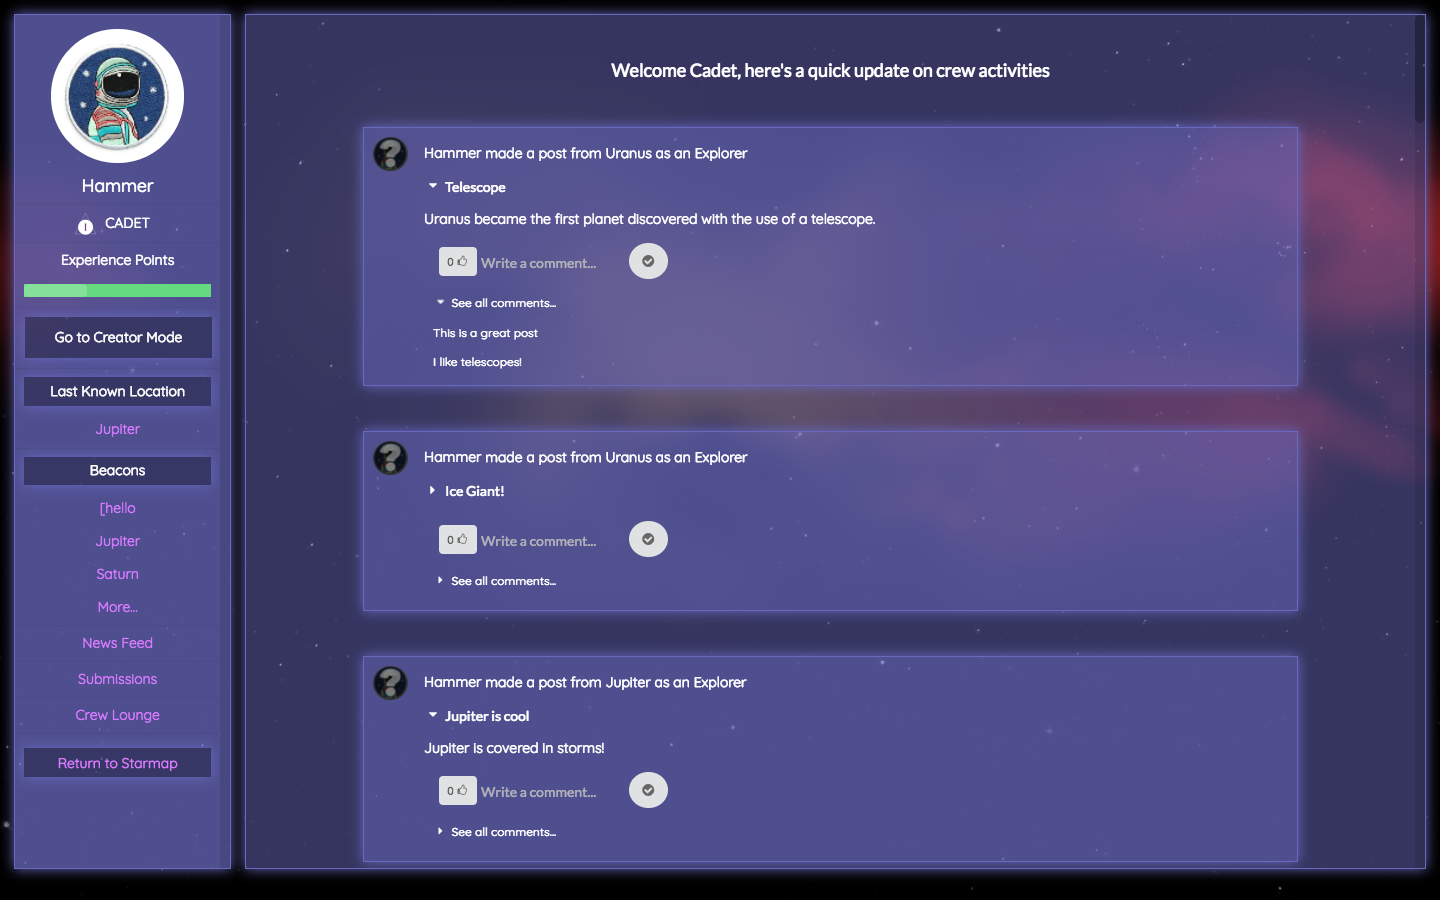 Hammer
I CADET
Experience Points
Go to Creator Mode
Last Known Location
Jupiter
Beacons
[hello
Jupiter
Saturn
More...
News Feed
Submissions
Crew Lounge
Return to Starmap
Welcome Cadet, here's a quick update on crew activities
Hammer made a post from Uranus as an Explorer
Telescope
Uranus became the first planet discovered with the use of a telescope.
0 Write a comment...
See all comments...
This is a great post
I like telescopes!
Hammer made a post from Uranus as an Explorer
Ice Giant!
0 Write a comment...
See all comments...
Hammer made a post from Jupiter as an Explorer
Jupiter is cool
Jupiter is covered in storms!
0 Write a comment...
See all comments...